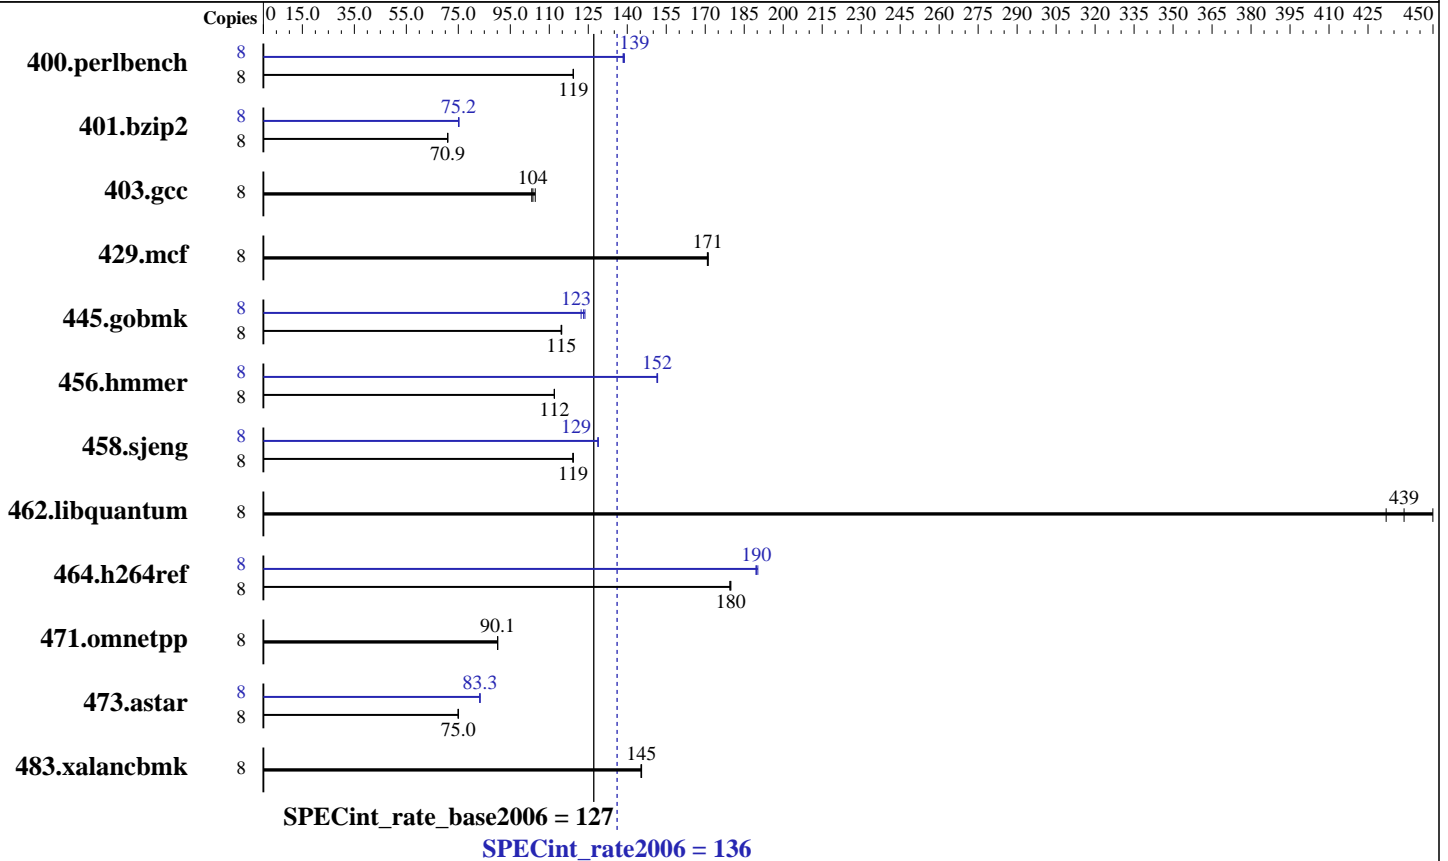 Copies 0 15.0 35.0 55.0 75.0 95.0 110 125 140 155 170 185 200 215 230 245 260 275 290 305 320 335 350 365 380 395 410 425 450
400.perlbench 8 139
8 119
401.bzip2 8 75.2
8 70.9
403.gcc 8 104
429.mcf 8 171
445.gobmk 8 123
8 115
456.hmmer 8 152
8 112
458.sjeng 8 129
8 119
462.libquantum 8 439
464.h264ref 8 190
8 180
471.omnetpp 8 90.1
473.astar 8 83.3
8 75.0
483.xalancbmk 8 145
SPECint_rate_base2006 = 127
SPECint_rate2006 = 136